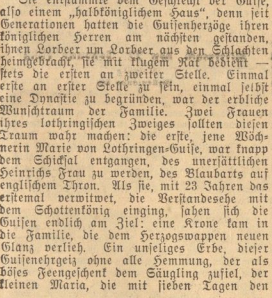 Sie entstammte dem Geschlecht der Guise,
also einem „halbköniglichen Haus“, denn seit
Generationen hatten die Guiseherzöge ihren
königlichen Herren am nächsten gestanden,
ihnen Lorbeer um Lorbeer aus den Schlachten
heimgebracht, sie mit klugem Rat bedient —
stets die ersten an zweiter Stelle. Einmal
erste an erster Stelle zu sein, einmal selbst
eine Dynastie zu begründen, war der erbliche
Wunschtraum der Familie. Zwei Frauen
ihres lothringischen Zweiges sollten diesen
Traum wahr machen: die erste, jene Wöch-
nerin Marie von Lothringen-Guise, war knapp
dem Schicksal entgangen, des unersättlichen
Heinrichs Frau zu werden, des Blaubarts auf
englischem Thron. Als sie, mit 23 Jahren das
erstemal verwitwet, die Verstandesehe mit
dem Schottenkönig einging, sahen sich die
Guisen endlich am Ziel: eine Krone kam in
die Familie, die dem Herzogswappen neuen
Glanz verlieh. Ein unseliges Erbe, dieser
Guisenehrgeiz ohne alle Hemmung, der als
böses Feengeschenk dem Säugling zufiel, der
kleinen Maria, die mit sieben Tagen den